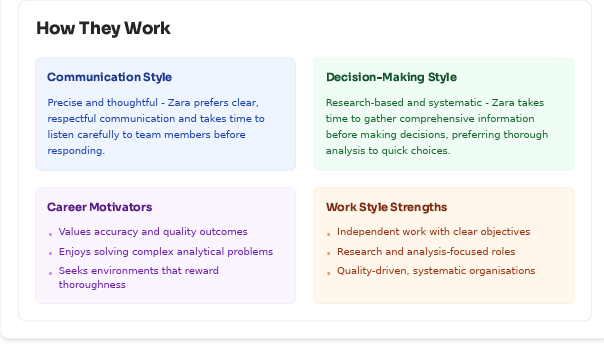 How They Work
Communication Style
Precise and thoughtful - Zara prefers clear,
respectful communication and takes time to
listen carefully to team members before
responding.
Decision-Making Style
Research-based and systematic - Zara takes
time to gather comprehensive information
before making decisions, preferring thorough
analysis to quick choices.
Career Motivators
• Values accuracy and quality outcomes
• Enjoys solving complex analytical problems
• Seeks environments that reward
thoroughness
Work Style Strengths
• Independent work with clear objectives
• Research and analysis-focused roles
• Quality-driven, systematic organisations